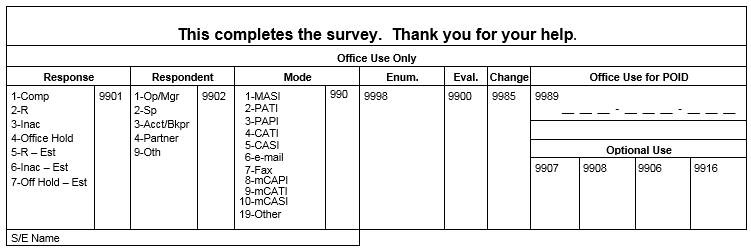 This completes the survey. Thank you for your help.
Office Use Only
Response Respondent Mode Enum. Eval. Change Office Use for POID
1-Comp 9901 1-Op/Mgr 9902 1-MASI 990 9998 9900 9985 9989
2-R 2-Sp 2-PATI __ __ __ - __ __ __ - __ __ __
3-Inac 3-Acct/Bkpr 3-PAPI
4-Office Hold 4-Partner 4-CATI
5-R – Est 9-Oth 5-CASI Optional Use
6-Inac – Est 6-e-mail 9907 9908 9906 9916
7-Off Hold – Est 7-Fax
8-mCAPI
9-mCATI
10-mCASI
19-Other
S/E Name